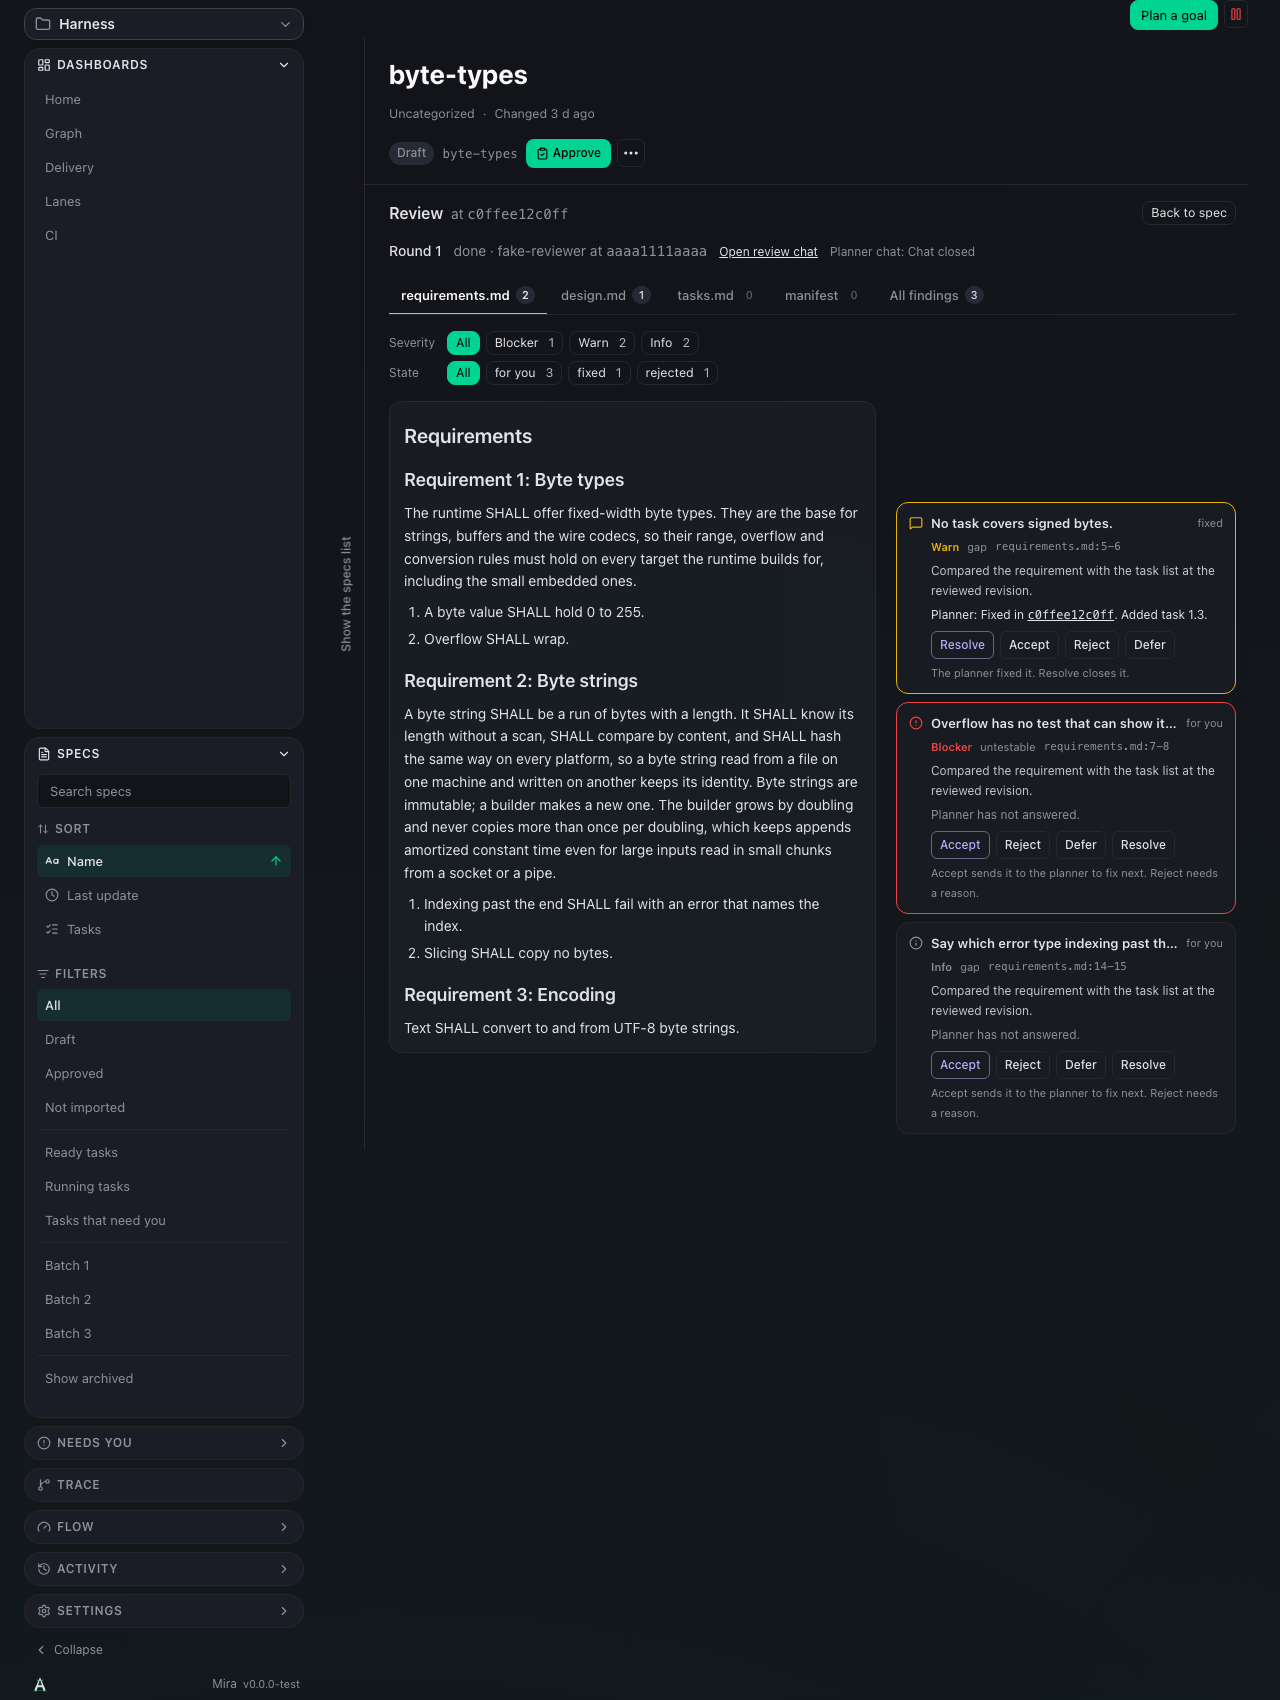 Harness
Plan a goal
DASHBOARDS
Home
Graph
Delivery
Lanes
CI
SPECS
Search specs
SORT
Aa Name
Last update
Tasks
FILTERS
All
Draft
Approved
Not imported
Ready tasks
Running tasks
Tasks that need you
Batch 1
Batch 2
Batch 3
Show archived
NEEDS YOU
TRACE
FLOW
ACTIVITY
SETTINGS
Collapse
Mira v0.0.0-test
Show the specs list
byte-types
Uncategorized · Changed 3 d ago
Draft byte-types Approve
Review at c0ffee12c0ff Back to spec
Round 1 done · fake-reviewer at aaaa1111aaaa Open review chat Planner chat: Chat closed
requirements.md 2 design.md 1 tasks.md 0 manifest 0 All findings 3
Severity All Blocker 1 Warn 2 Info 2
State All for you 3 fixed 1 rejected 1
Requirements
Requirement 1: Byte types
The runtime SHALL offer fixed-width byte types. They are the base for
strings, buffers and the wire codecs, so their range, overflow and
conversion rules must hold on every target the runtime builds for,
including the small embedded ones.
1. A byte value SHALL hold 0 to 255.
2. Overflow SHALL wrap.
Requirement 2: Byte strings
A byte string SHALL be a run of bytes with a length. It SHALL know its
length without a scan, SHALL compare by content, and SHALL hash
the same way on every platform, so a byte string read from a file on
one machine and written on another keeps its identity. Byte strings are
immutable; a builder makes a new one. The builder grows by doubling
and never copies more than once per doubling, which keeps appends
amortized constant time even for large inputs read in small chunks
from a socket or a pipe.
1. Indexing past the end SHALL fail with an error that names the
index.
2. Slicing SHALL copy no bytes.
Requirement 3: Encoding
Text SHALL convert to and from UTF-8 byte strings.
No task covers signed bytes. fixed
Warn gap requirements.md:5-6
Compared the requirement with the task list at the
reviewed revision.
Planner: Fixed in c0ffee12c0ff. Added task 1.3.
Resolve Accept Reject Defer
The planner fixed it. Resolve closes it.
Overflow has no test that can show it... for you
Blocker untestable requirements.md:7-8
Compared the requirement with the task list at the
reviewed revision.
Planner has not answered.
Accept Reject Defer Resolve
Accept sends it to the planner to fix next. Reject needs
a reason.
Say which error type indexing past th... for you
Info gap requirements.md:14-15
Compared the requirement with the task list at the
reviewed revision.
Planner has not answered.
Accept Reject Defer Resolve
Accept sends it to the planner to fix next. Reject needs
a reason.